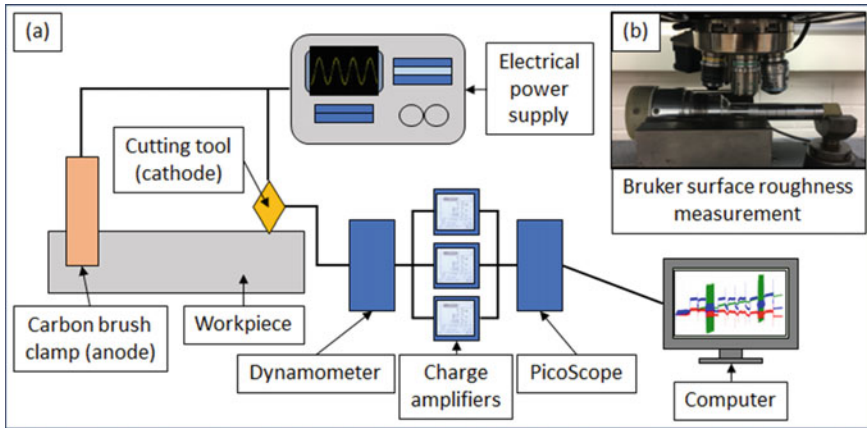 (a)
Electrical
power
supply
Cutting tool
(cathode)
Carbon brush
clamp (anode)
Workpiece
Dynamometer
Charge
amplifiers
PicoScope
Computer
(b)
Bruker surface roughness
measurement